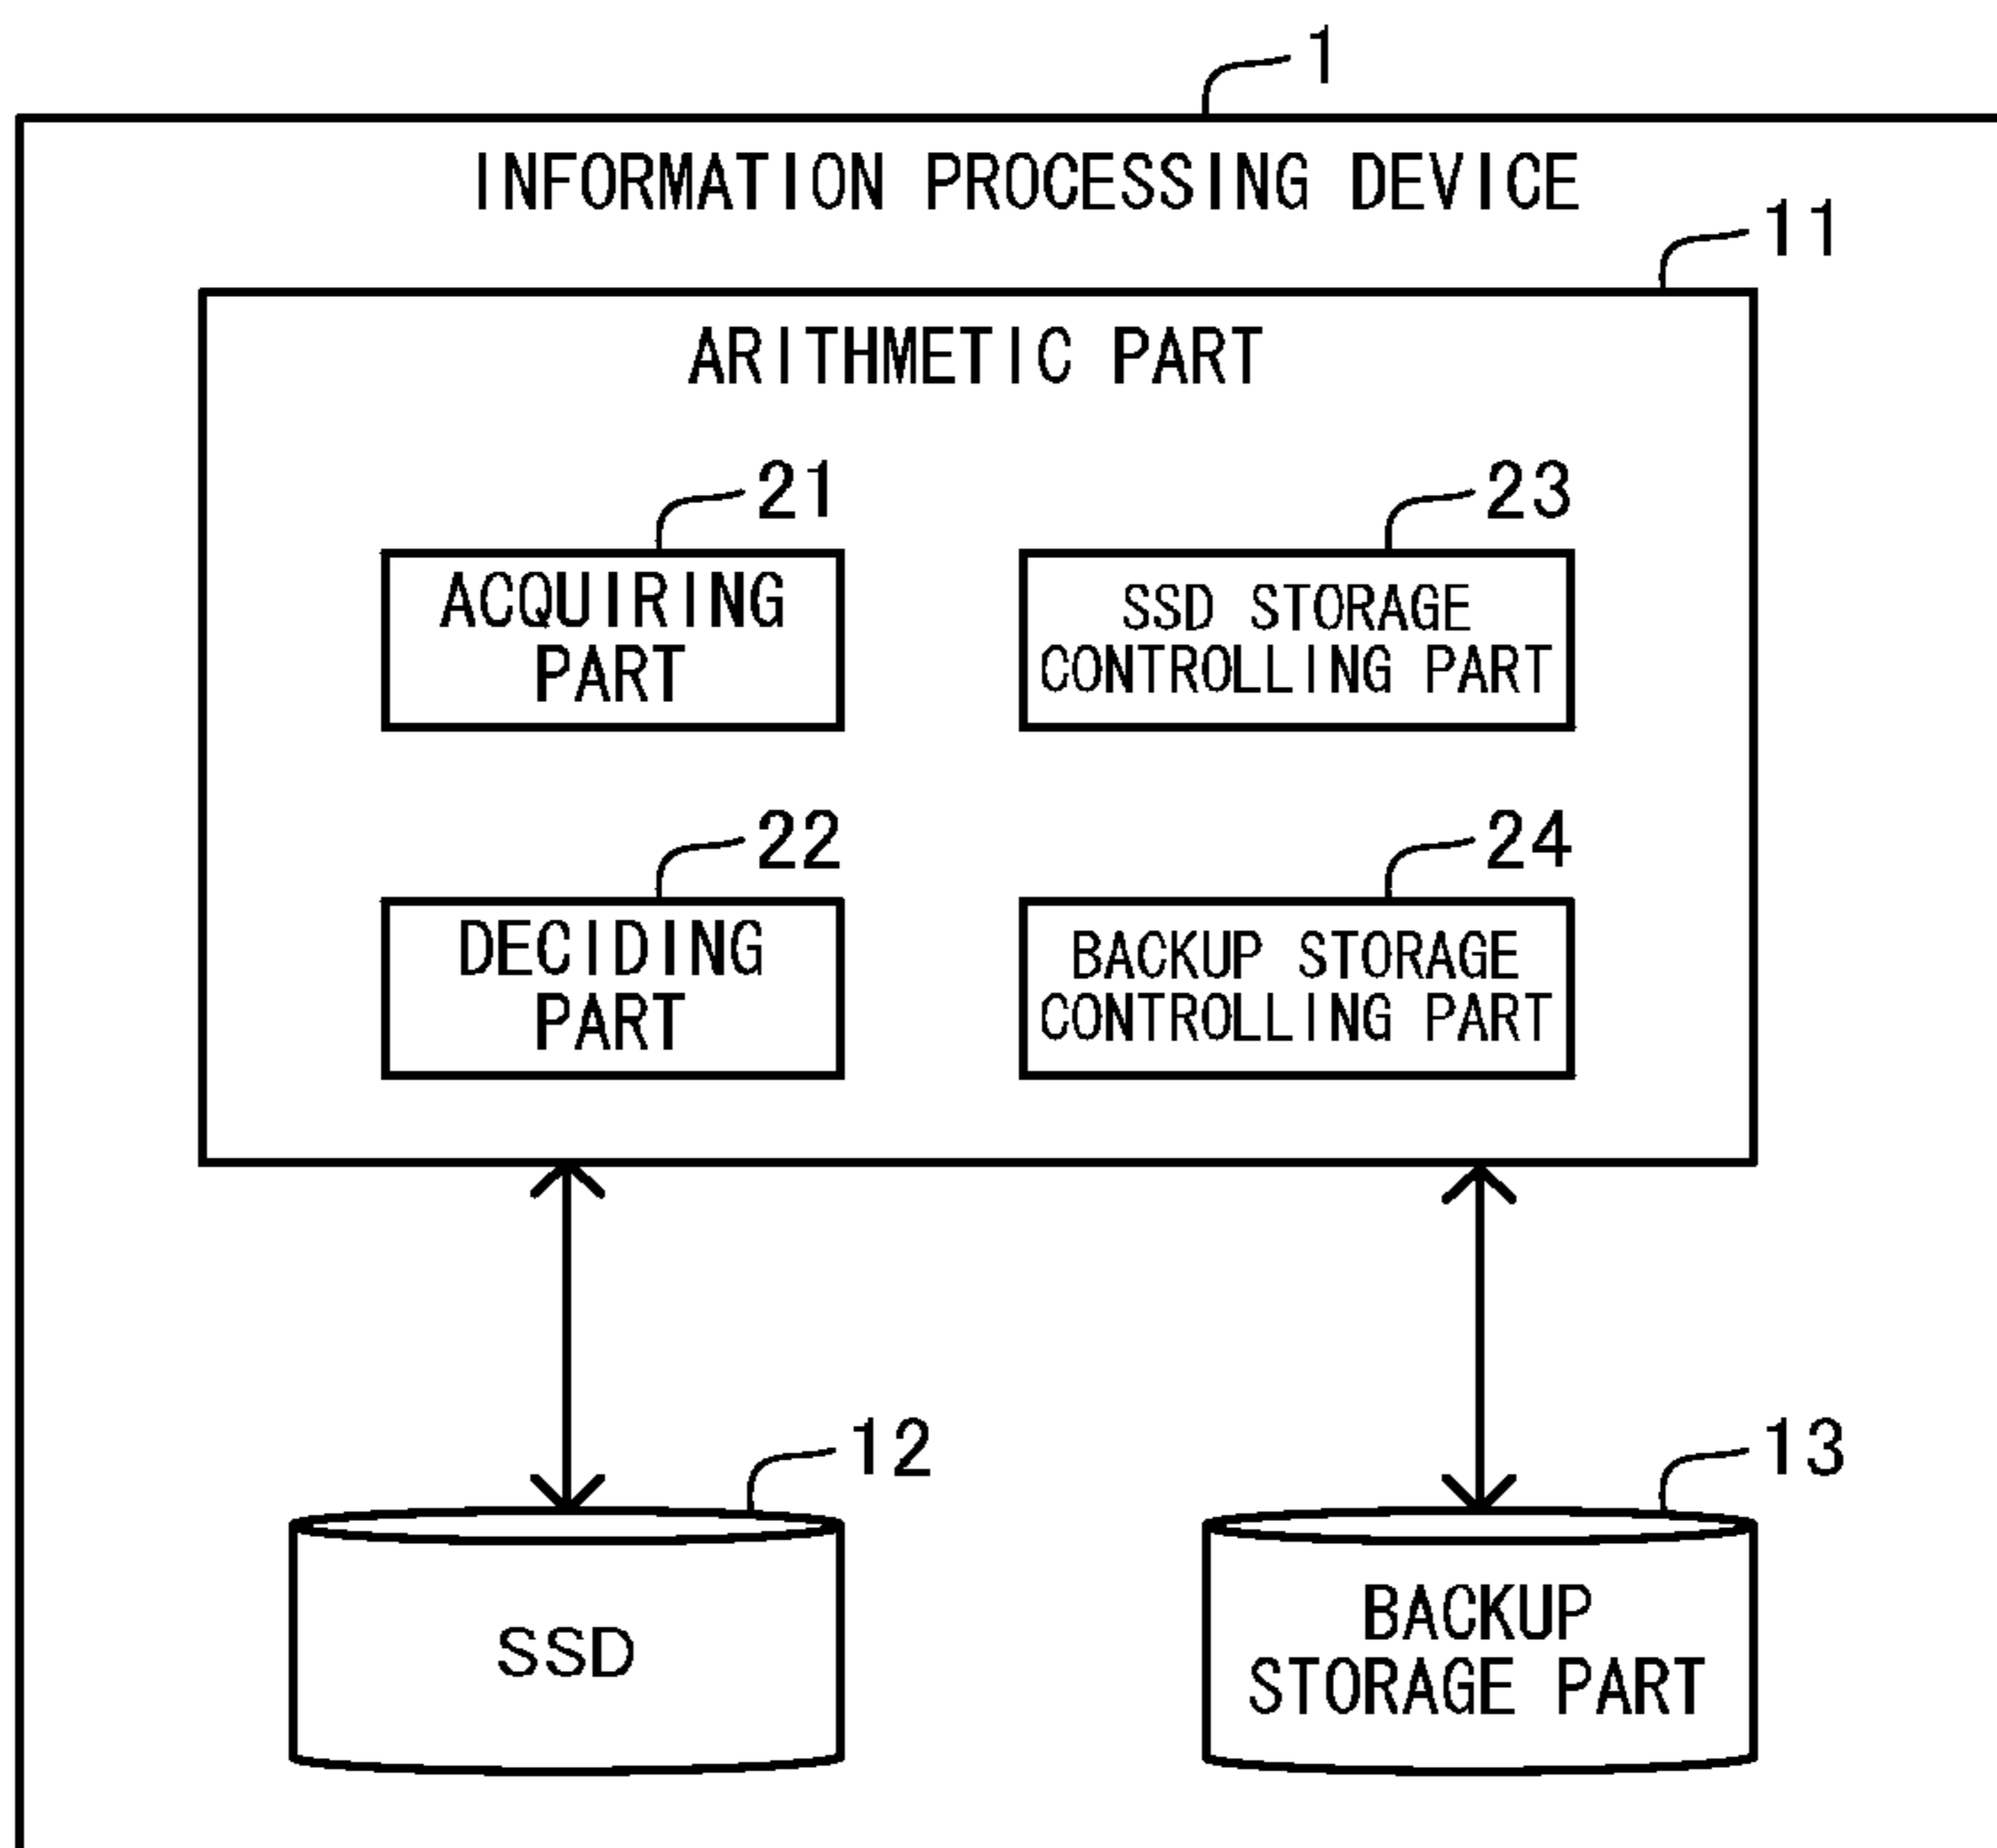 1
INFORMATION PROCESSING DEVICE
11
ARITHMETIC PART
21
23
ACQUIRING
PART
SSD STORAGE
CONTROLLING PART
22
24
DECIDING
PART
BACKUP STORAGE
CONTROLLING PART
12
13
SSD
BACKUP
STORAGE PART